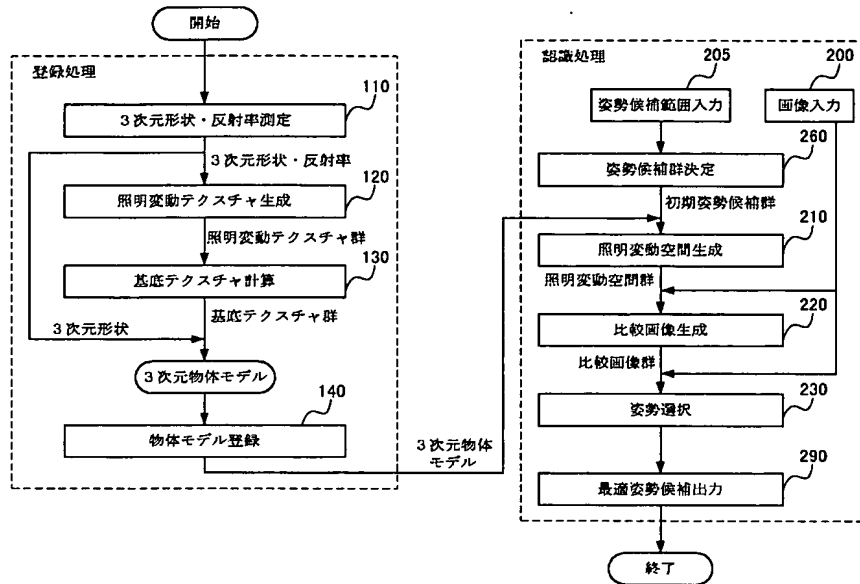 開始
登録処理
110
3次元形状・反射率測定
3次元形状・反射率
120
照明変動テクスチャ生成
照明変動テクスチャ群
130
基底テクスチャ計算
3次元形状
基底テクスチャ群
3次元物体モデル
140
物体モデル登録
3次元物体
モデル
認識処理
205
200
姿勢候補範囲入力
画像入力
260
姿勢候補群決定
初期姿勢候補群
210
照明変動空間生成
照明変動空間群
220
比較画像生成
比較画像群
230
姿勢選択
290
最適姿勢候補出力
終了